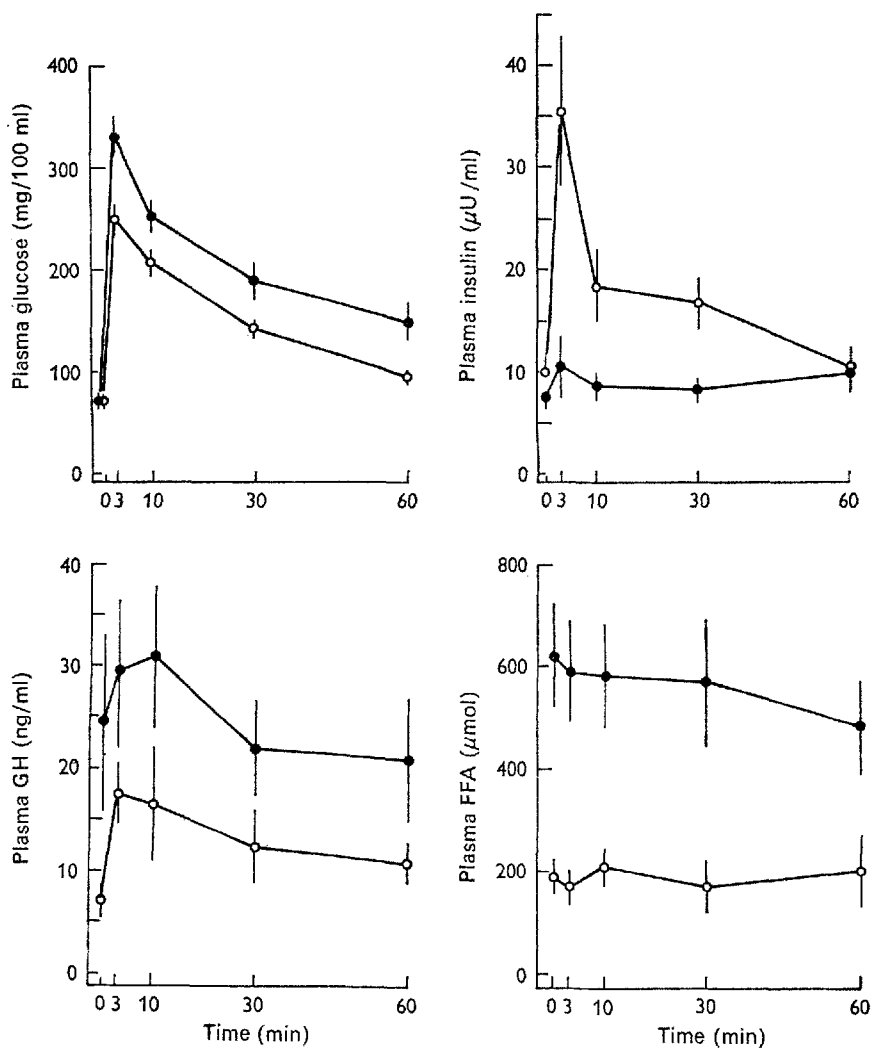 Plasma glucose (mg/100 ml)
400
300
200
100
0
0 3 10 30 60
Plasma insulin (µU/ml)
40
30
20
10
0
0 3 10 30 60
Plasma GH (ng/ml)
40
30
20
10
0
0 3 10 30 60
Time (min)
Plasma FFA (µmol)
800
600
400
200
0
0 3 10 30 60
Time (min)